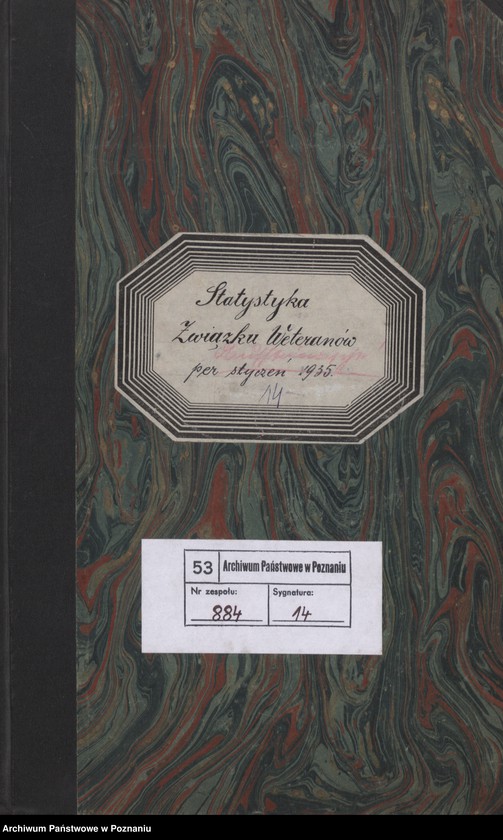 Statystyka
Związku Weteranów
per styczeń 1935.
14
53 Archiwum Państwowe w Poznaniu
Nr zespołu: Sygnatura:
884 14
Archiwum Państwowe w Poznaniu